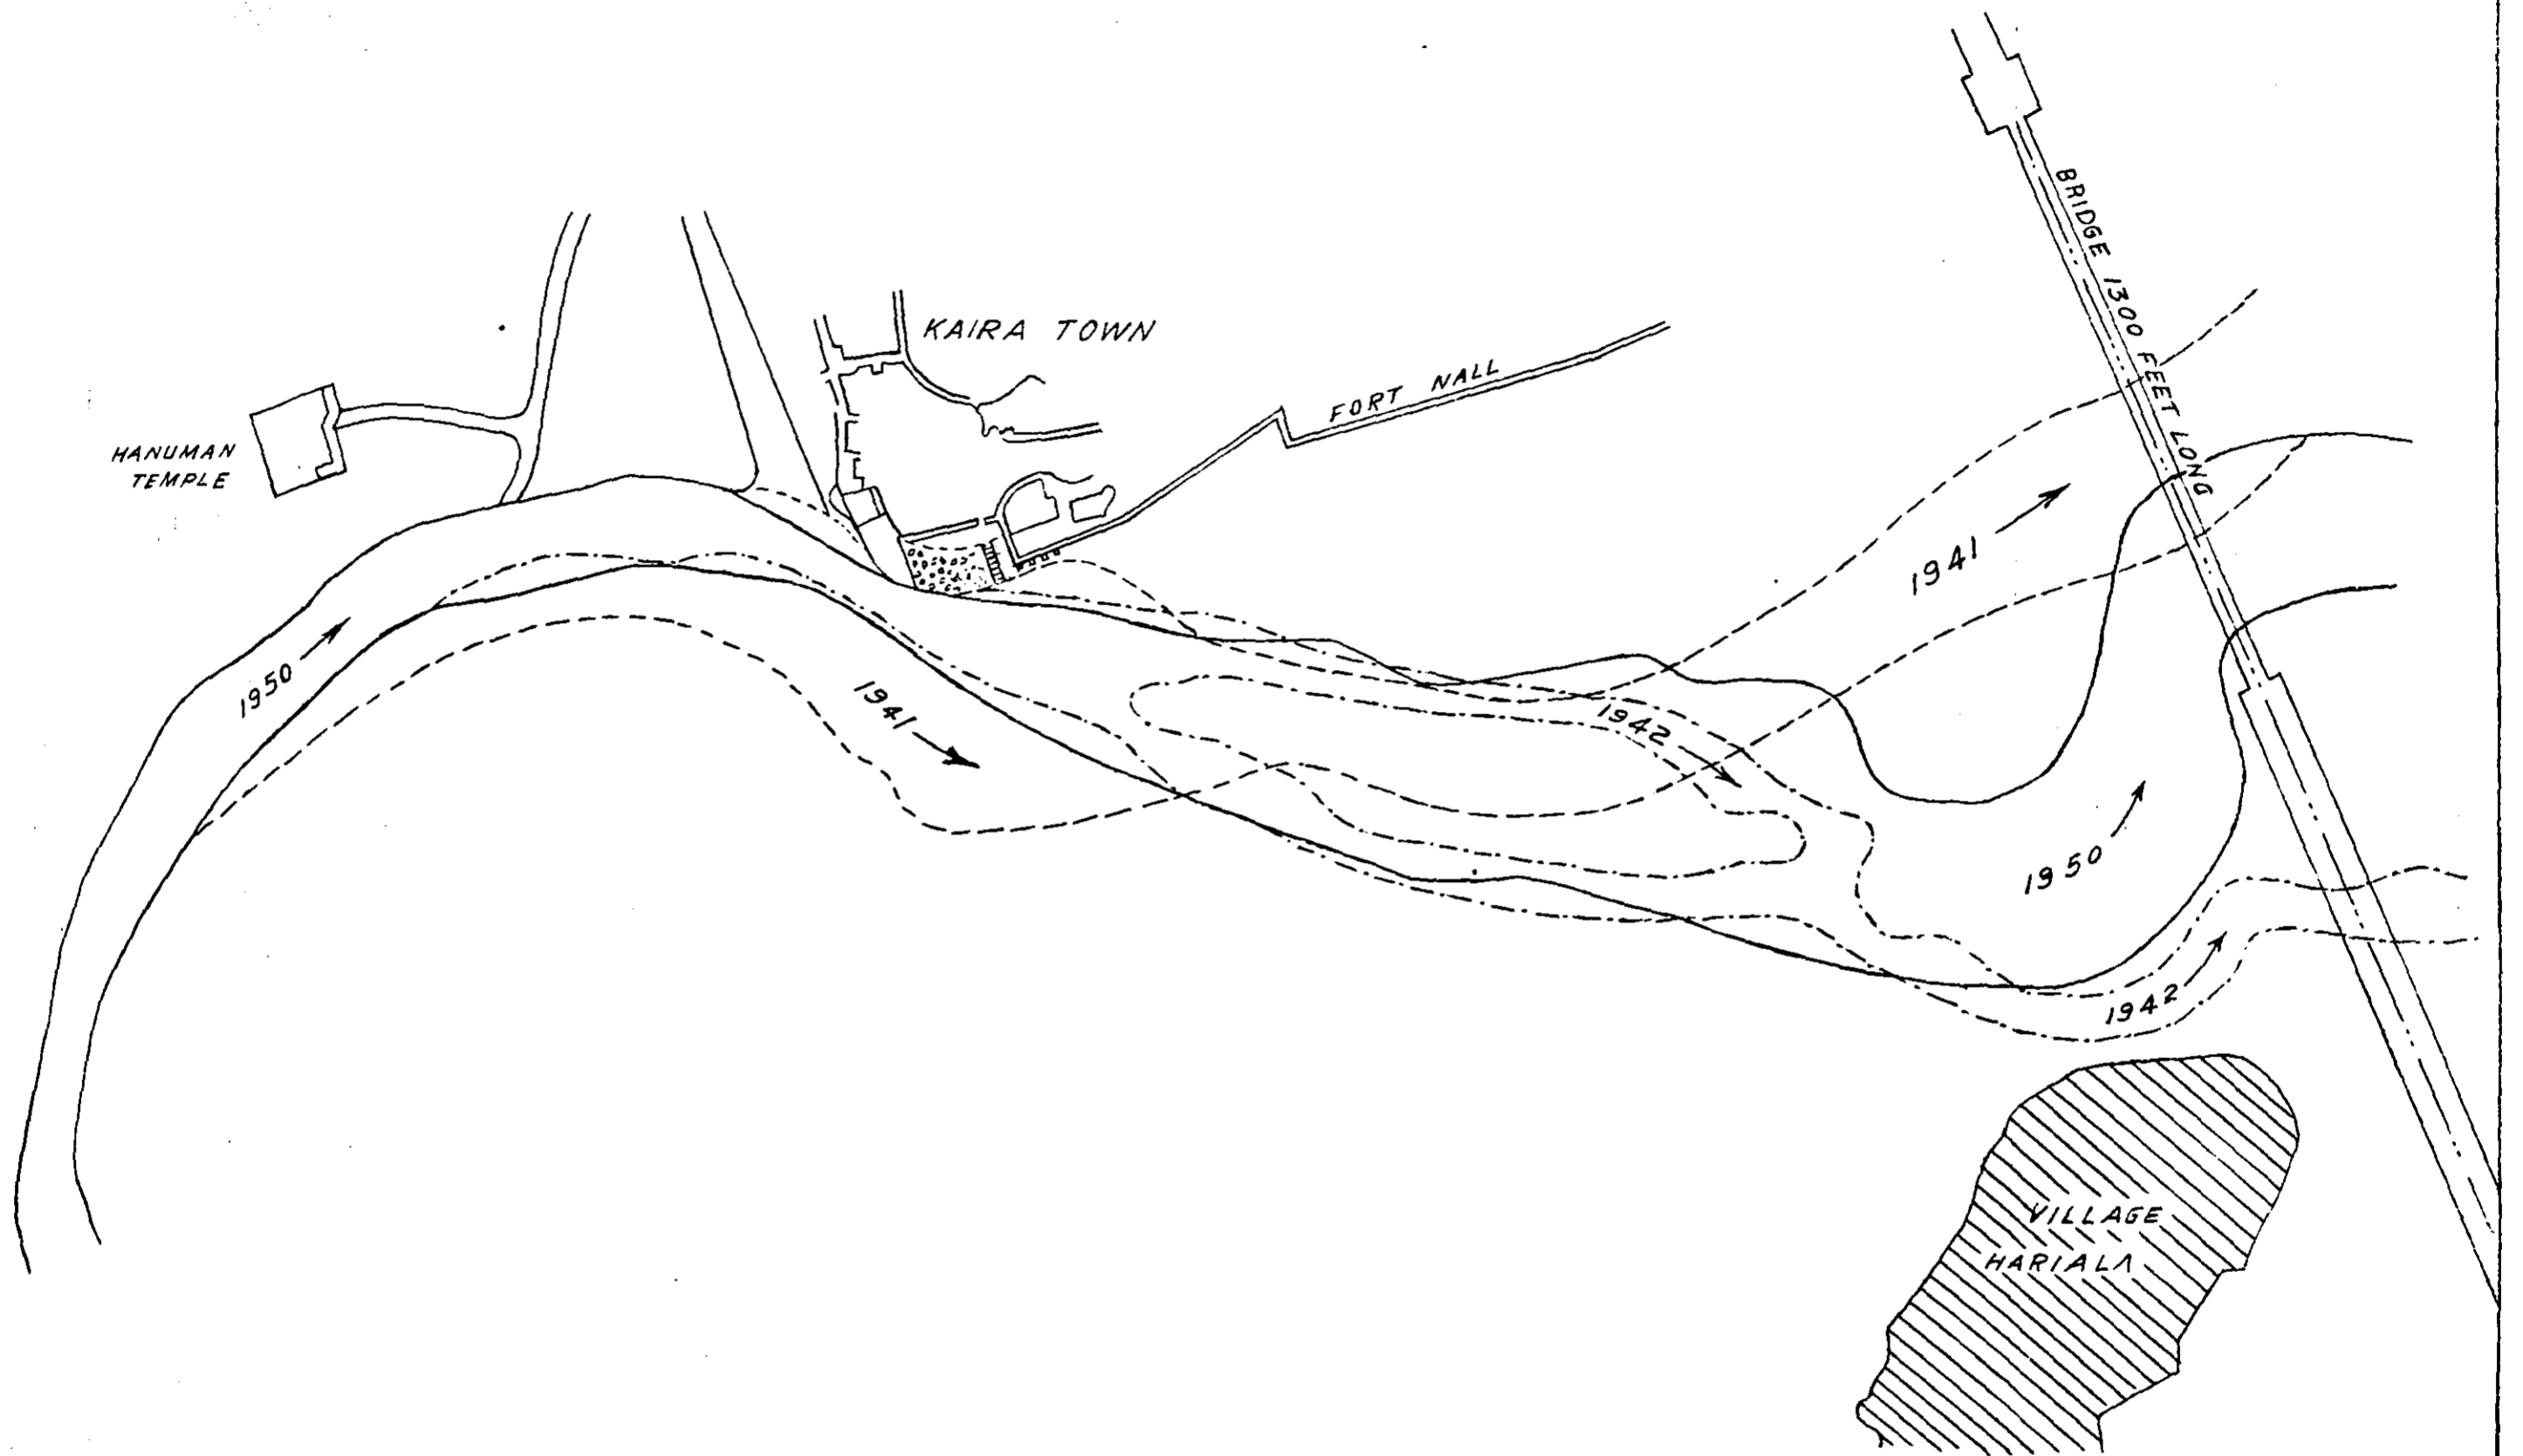 BRIDGE 1300 FEET LONG
KAIRA TOWN
FORT NALL
HANUMAN
TEMPLE
1941
1950
1941
1942
1950
1942
VILLAGE
HARIALA